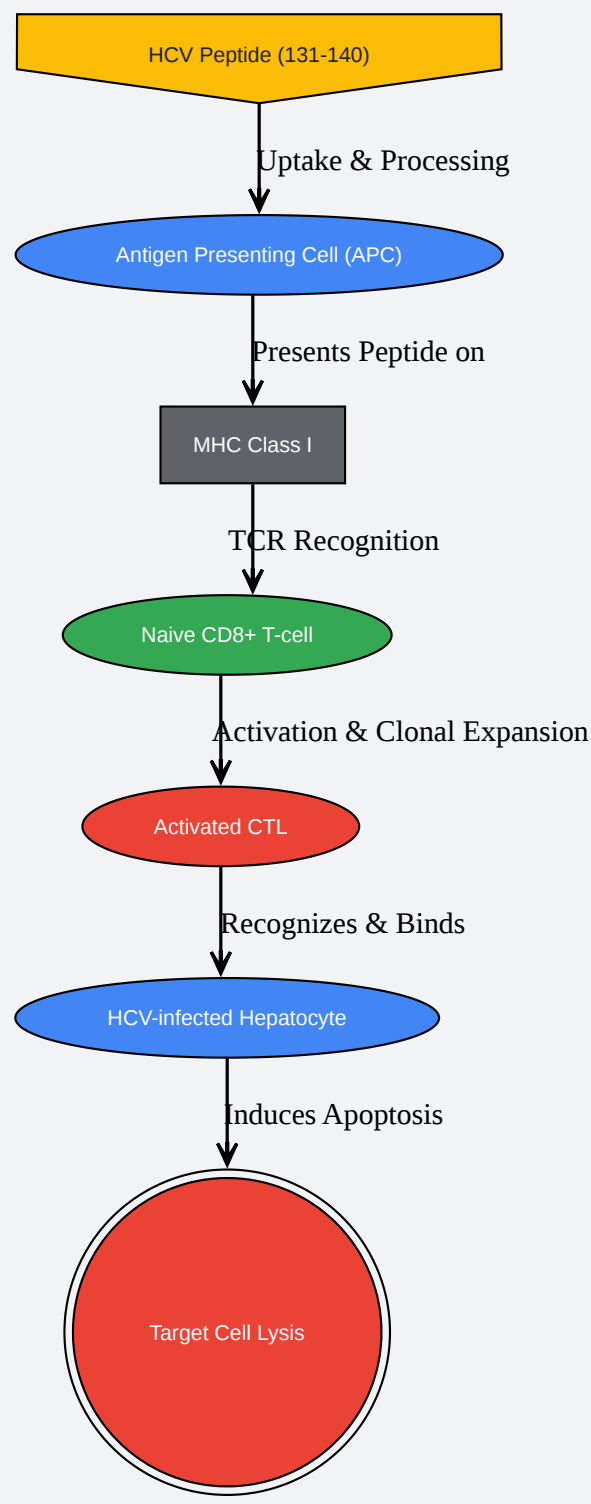 HCV Peptide (131-140)
Uptake & Processing
Antigen Presenting Cell (APC)
Presents Peptide on
MHC Class I
TCR Recognition
Naive CD8+ T-cell
Activation & Clonal Expansion
Activated CTL
Recognizes & Binds
HCV-infected Hepatocyte
Induces Apoptosis
Target Cell Lysis